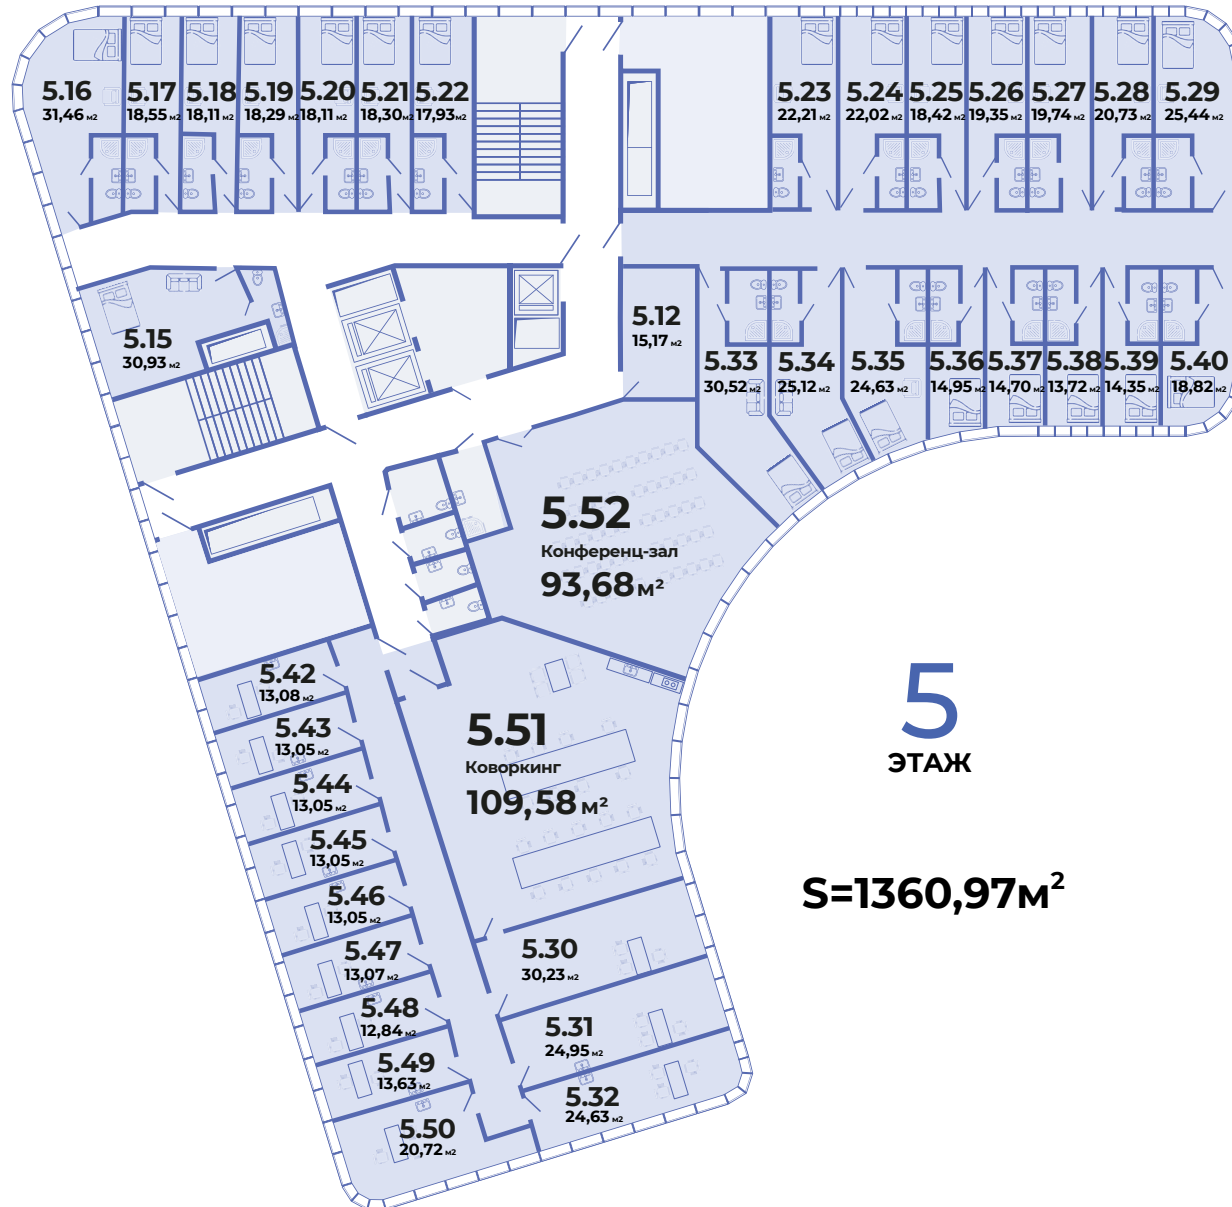 5.16
31,46 м2
5.17
18,55 м2
5.18
18,11 м2
5.19
18,29 м2
5.20
18,11 м2
5.21
18,30 м2
5.22
17,93 м2
5.23
22,21 м2
5.24
22,02 м2
5.25
18,42 м2
5.26
19,35 м2
5.27
19,74 м2
5.28
20,73 м2
5.29
25,44 м2
5.15
30,93 м2
5.12
15,17 м2
5.33
30,52 м2
5.34
25,12 м2
5.35
24,63 м2
5.36
14,95 м2
5.37
14,70 м2
5.38
13,72 м2
5.39
14,35 м2
5.40
18,82 м2
5.52
Конференц-зал
93,68 м²
5.42
13,08 м2
5.43
13,05 м2
5.44
13,05 м2
5.45
13,05 м2
5.46
13,05 м2
5.47
13,07 м2
5.48
12,84 м2
5.49
13,63 м2
5.50
20,72 м2
5.51
Коворкинг
109,58 м²
5.30
30,23 м2
5.31
24,95 м2
5.32
24,63 м2
5
ЭТАЖ
S=1360,97м²